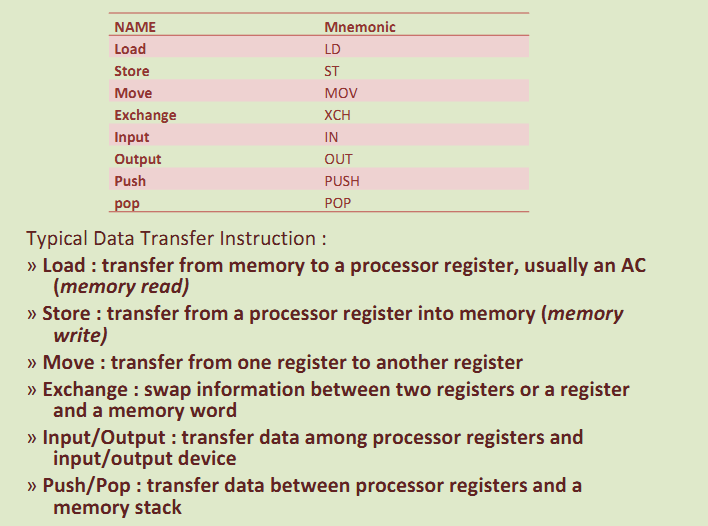 NAME Mnemonic
Load LD
Store ST
Move MOV
Exchange XCH
Input IN
Output OUT
Push PUSH
pop POP
Typical Data Transfer Instruction :
» Load : transfer from memory to a processor register, usually an AC
(memory read)
» Store : transfer from a processor register into memory (memory
write)
» Move : transfer from one register to another register
» Exchange : swap information between two registers or a register
and a memory word
» Input/Output : transfer data among processor registers and
input/output device
» Push/Pop : transfer data between processor registers and a
memory stack